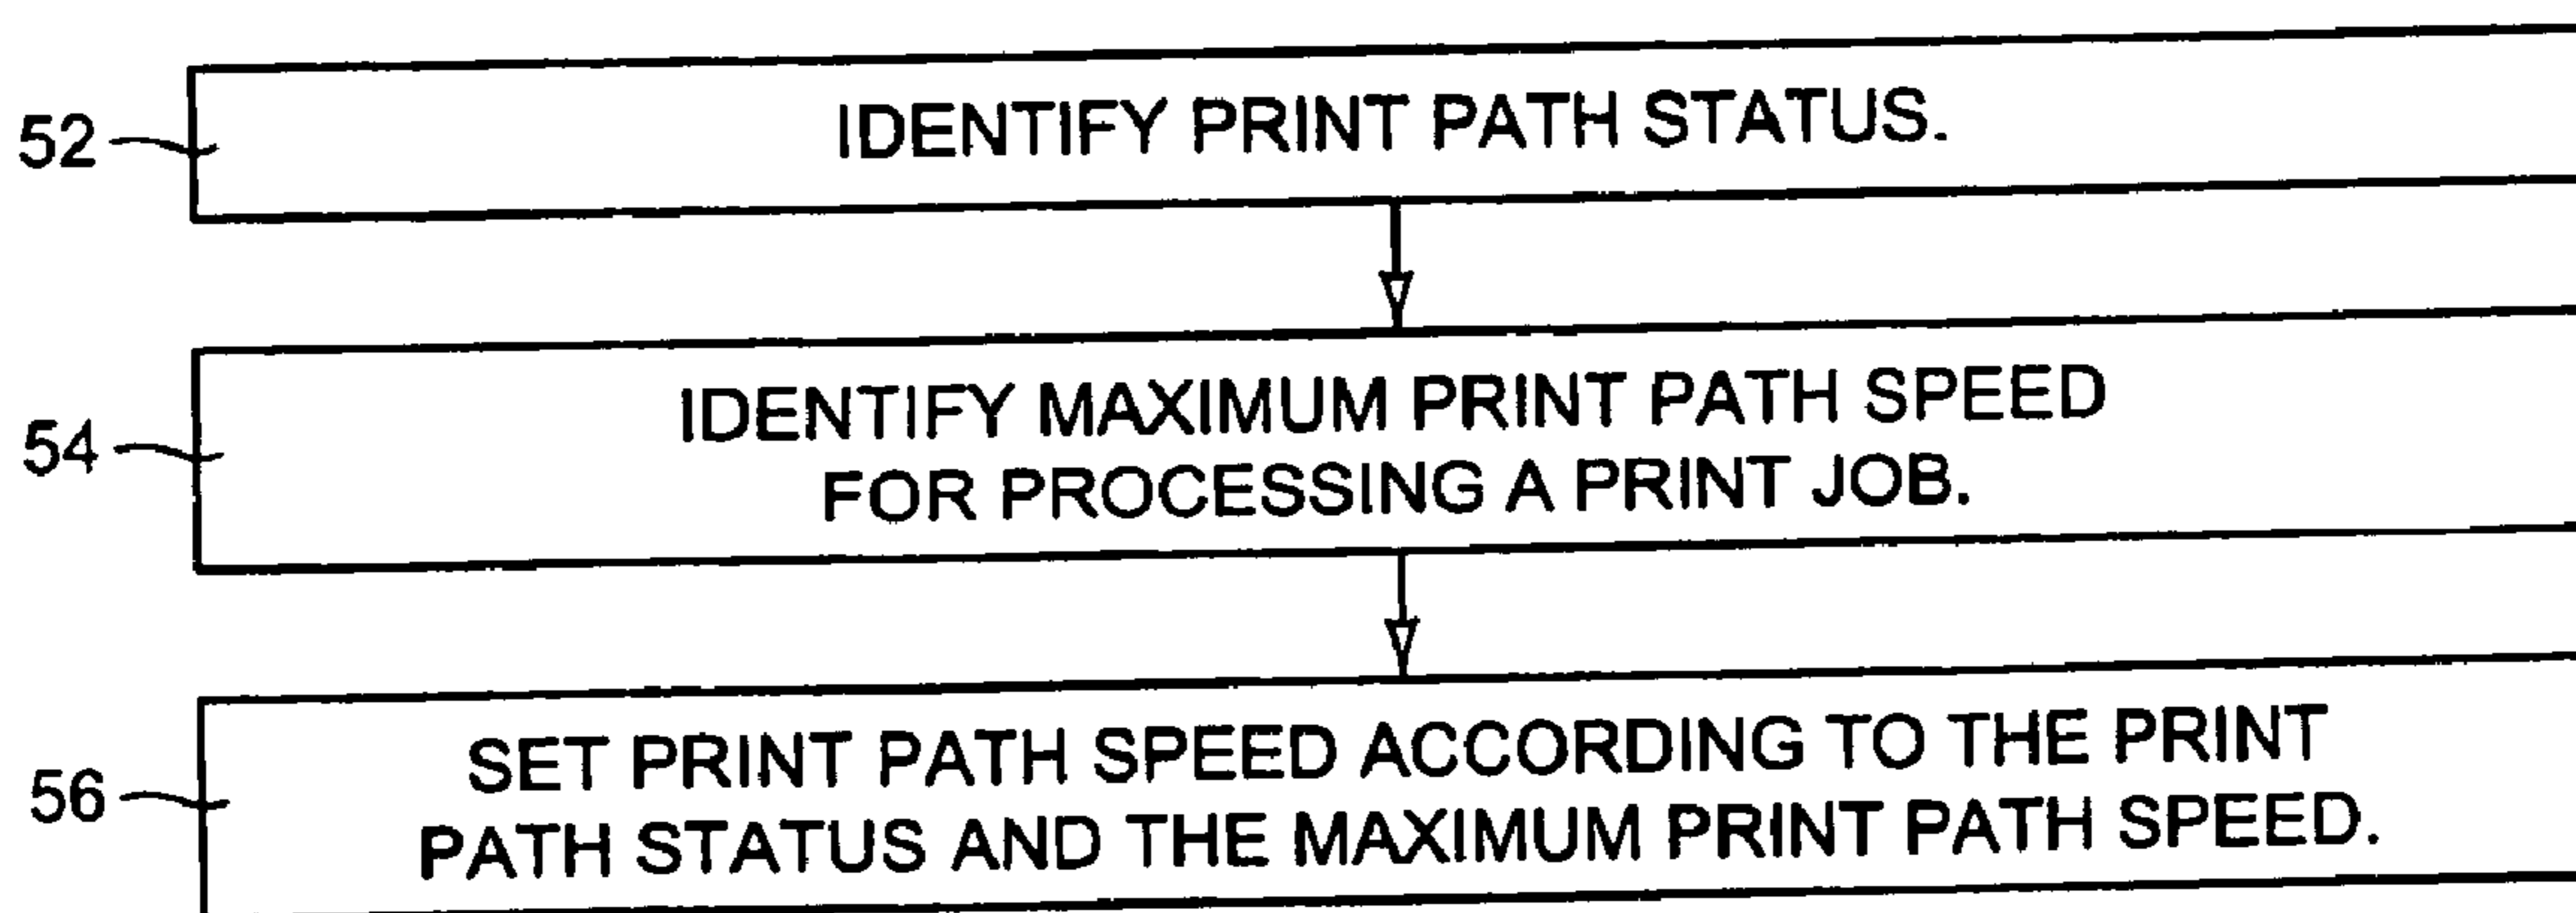 52
IDENTIFY PRINT PATH STATUS.
54
IDENTIFY MAXIMUM PRINT PATH SPEED
FOR PROCESSING A PRINT JOB.
56
SET PRINT PATH SPEED ACCORDING TO THE PRINT
PATH STATUS AND THE MAXIMUM PRINT PATH SPEED.